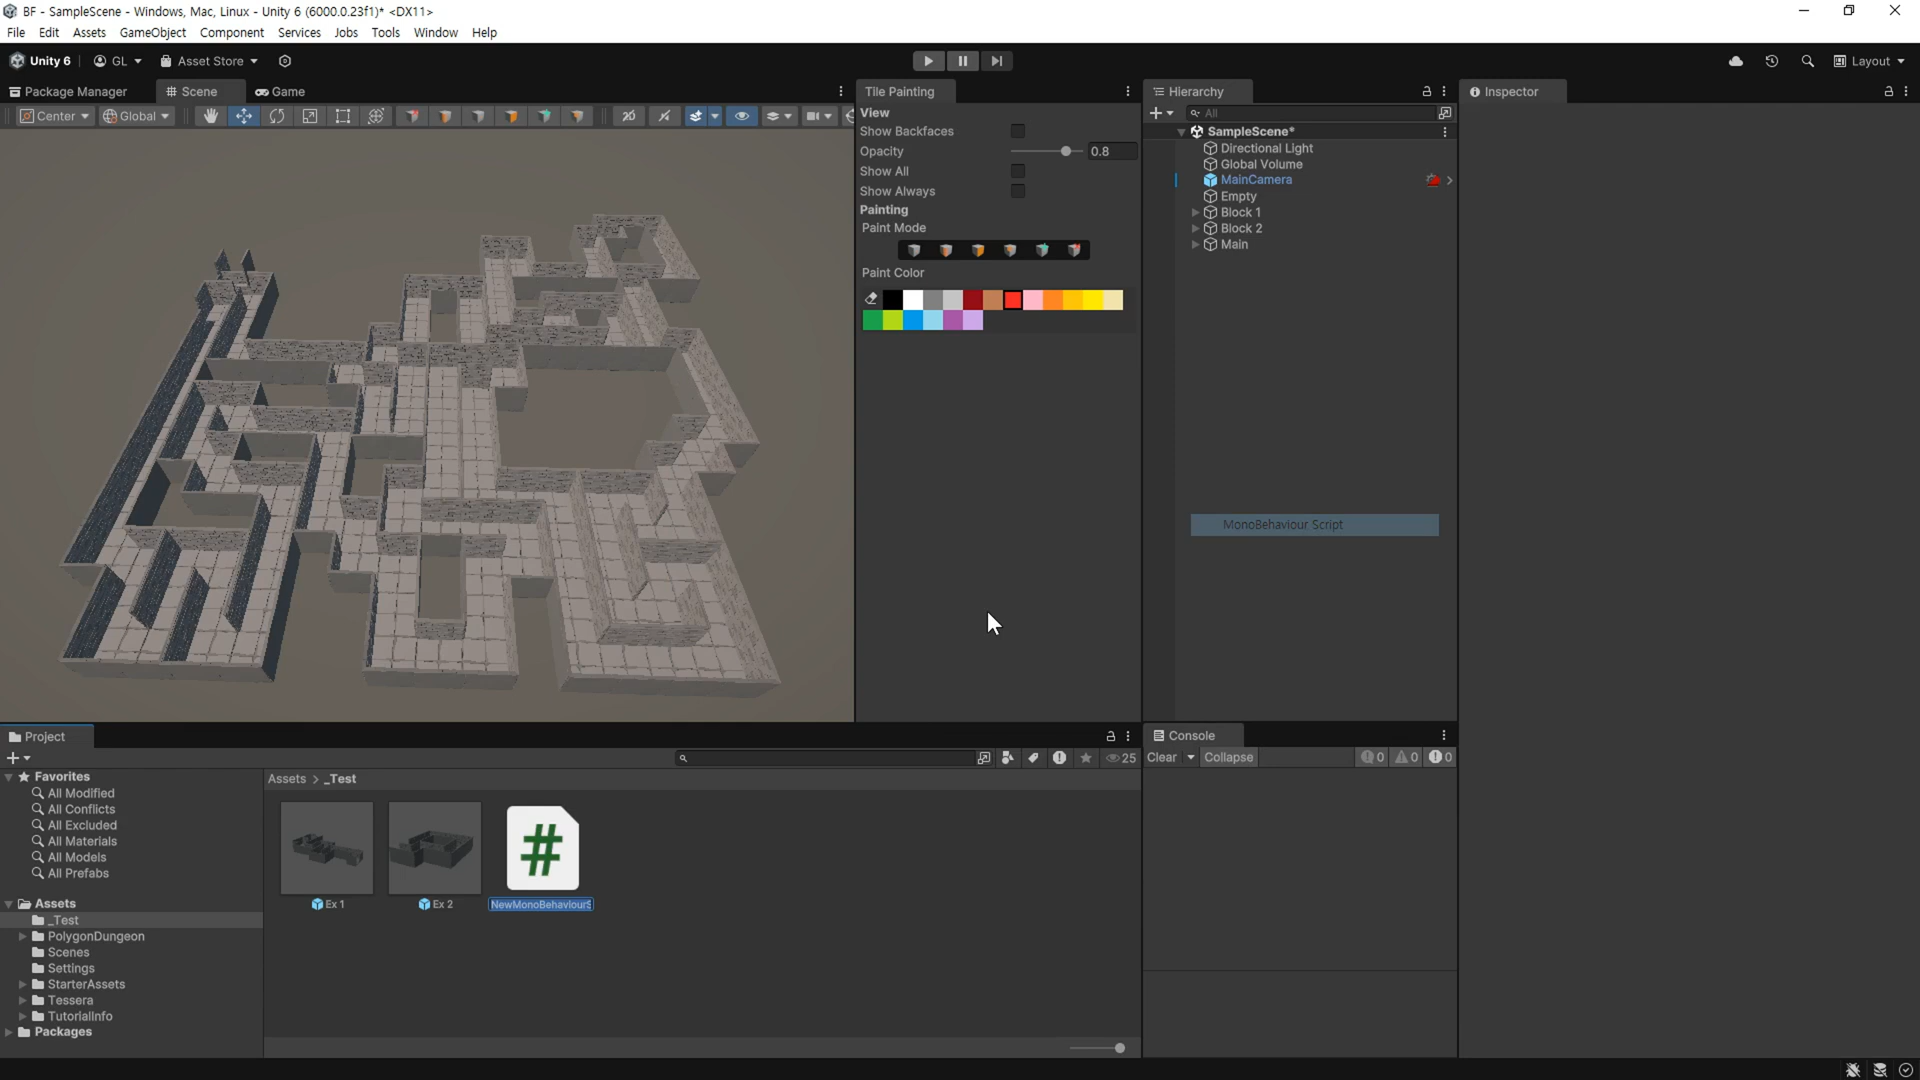 BF - SampleScene - Windows, Mac, Linux - Unity 6 (6000.0.23f1)* <DX11>
File Edit Assets GameObject Component Services Jobs Tools Window Help
Unity 6 GL Asset Store Layout
Package Manager Scene Game Tile Painting Hierarchy Inspector
Center Global 2D All
View
Show Backfaces
Opacity 0.8
Show All
Show Always
Painting
Paint Mode
Paint Color
SampleScene*
Directional Light
Global Volume
MainCamera
Empty
Block 1
Block 2
Main
MonoBehaviour Script
Project
25
Favorites
All Modified
All Conflicts
All Excluded
All Materials
All Models
All Prefabs
Assets
_Test
PolygonDungeon
Scenes
Settings
StarterAssets
Tessera
TutorialInfo
Packages
Assets > _Test
Ex 1
Ex 2
NewMonoBehaviourS
Console
Clear Collapse 0 0 0